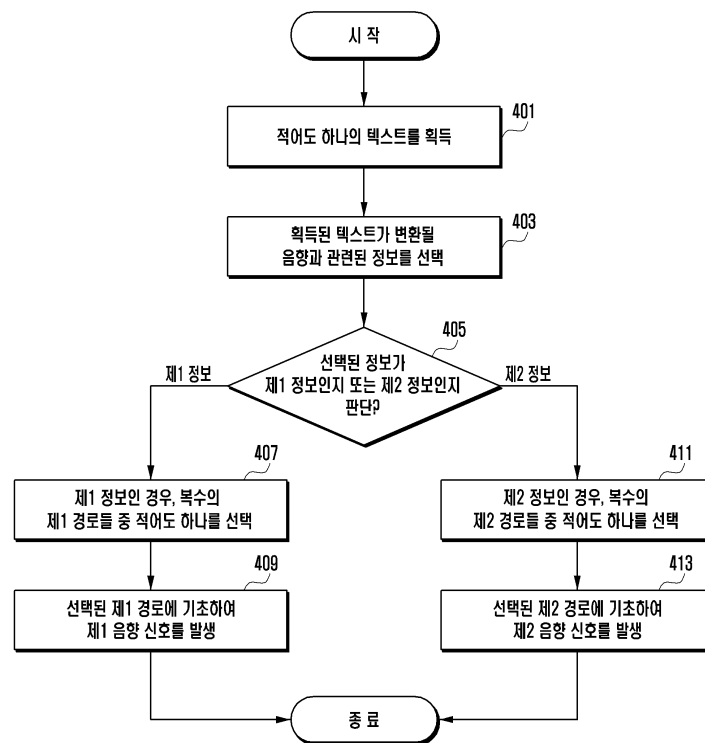 시 작
401
적어도 하나의 텍스트를 획득
403
획득된 텍스트가 변환될
음향과 관련된 정보를 선택
405
선택된 정보가
제1 정보인지 또는 제2 정보인지
판단?
제1 정보
제2 정보
407
제1 정보인 경우, 복수의
제1 경로들 중 적어도 하나를 선택
411
제2 정보인 경우, 복수의
제2 경로들 중 적어도 하나를 선택
409
선택된 제1 경로에 기초하여
제1 음향 신호를 발생
413
선택된 제2 경로에 기초하여
제2 음향 신호를 발생
종 료